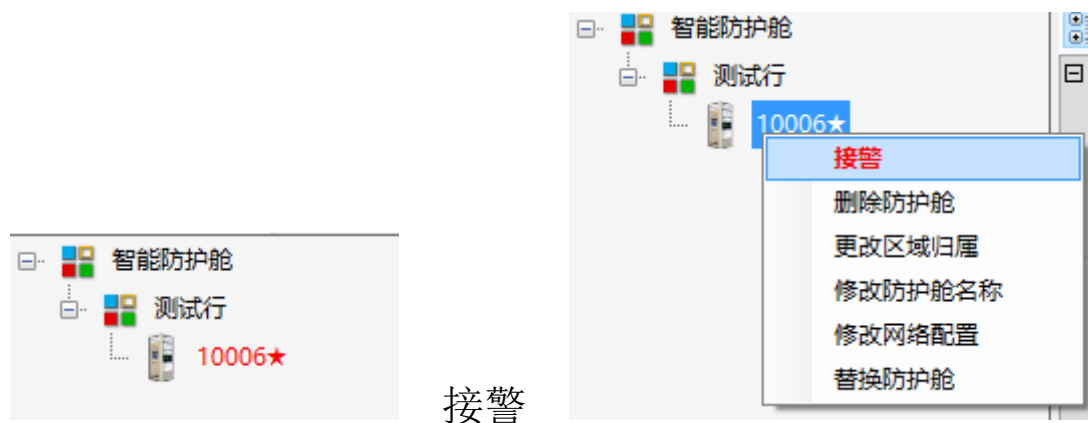 智能防护舱
测试行
10006★
接警
智能防护舱
测试行
10006★
接警
删除防护舱
更改区域归属
修改防护舱名称
修改网络配置
替换防护舱